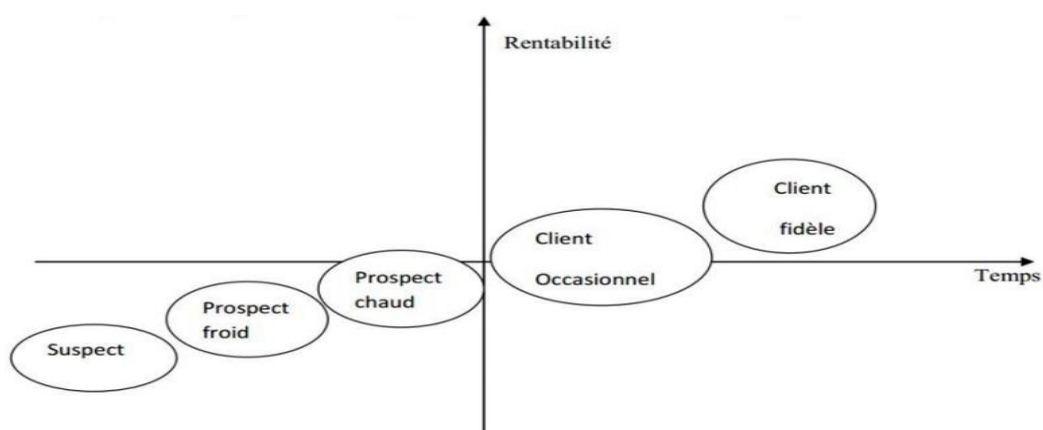 Rentabilité
Client
fidèle
Client
Occasionnel
Temps
Prospect
chaud
Prospect
froid
Suspect